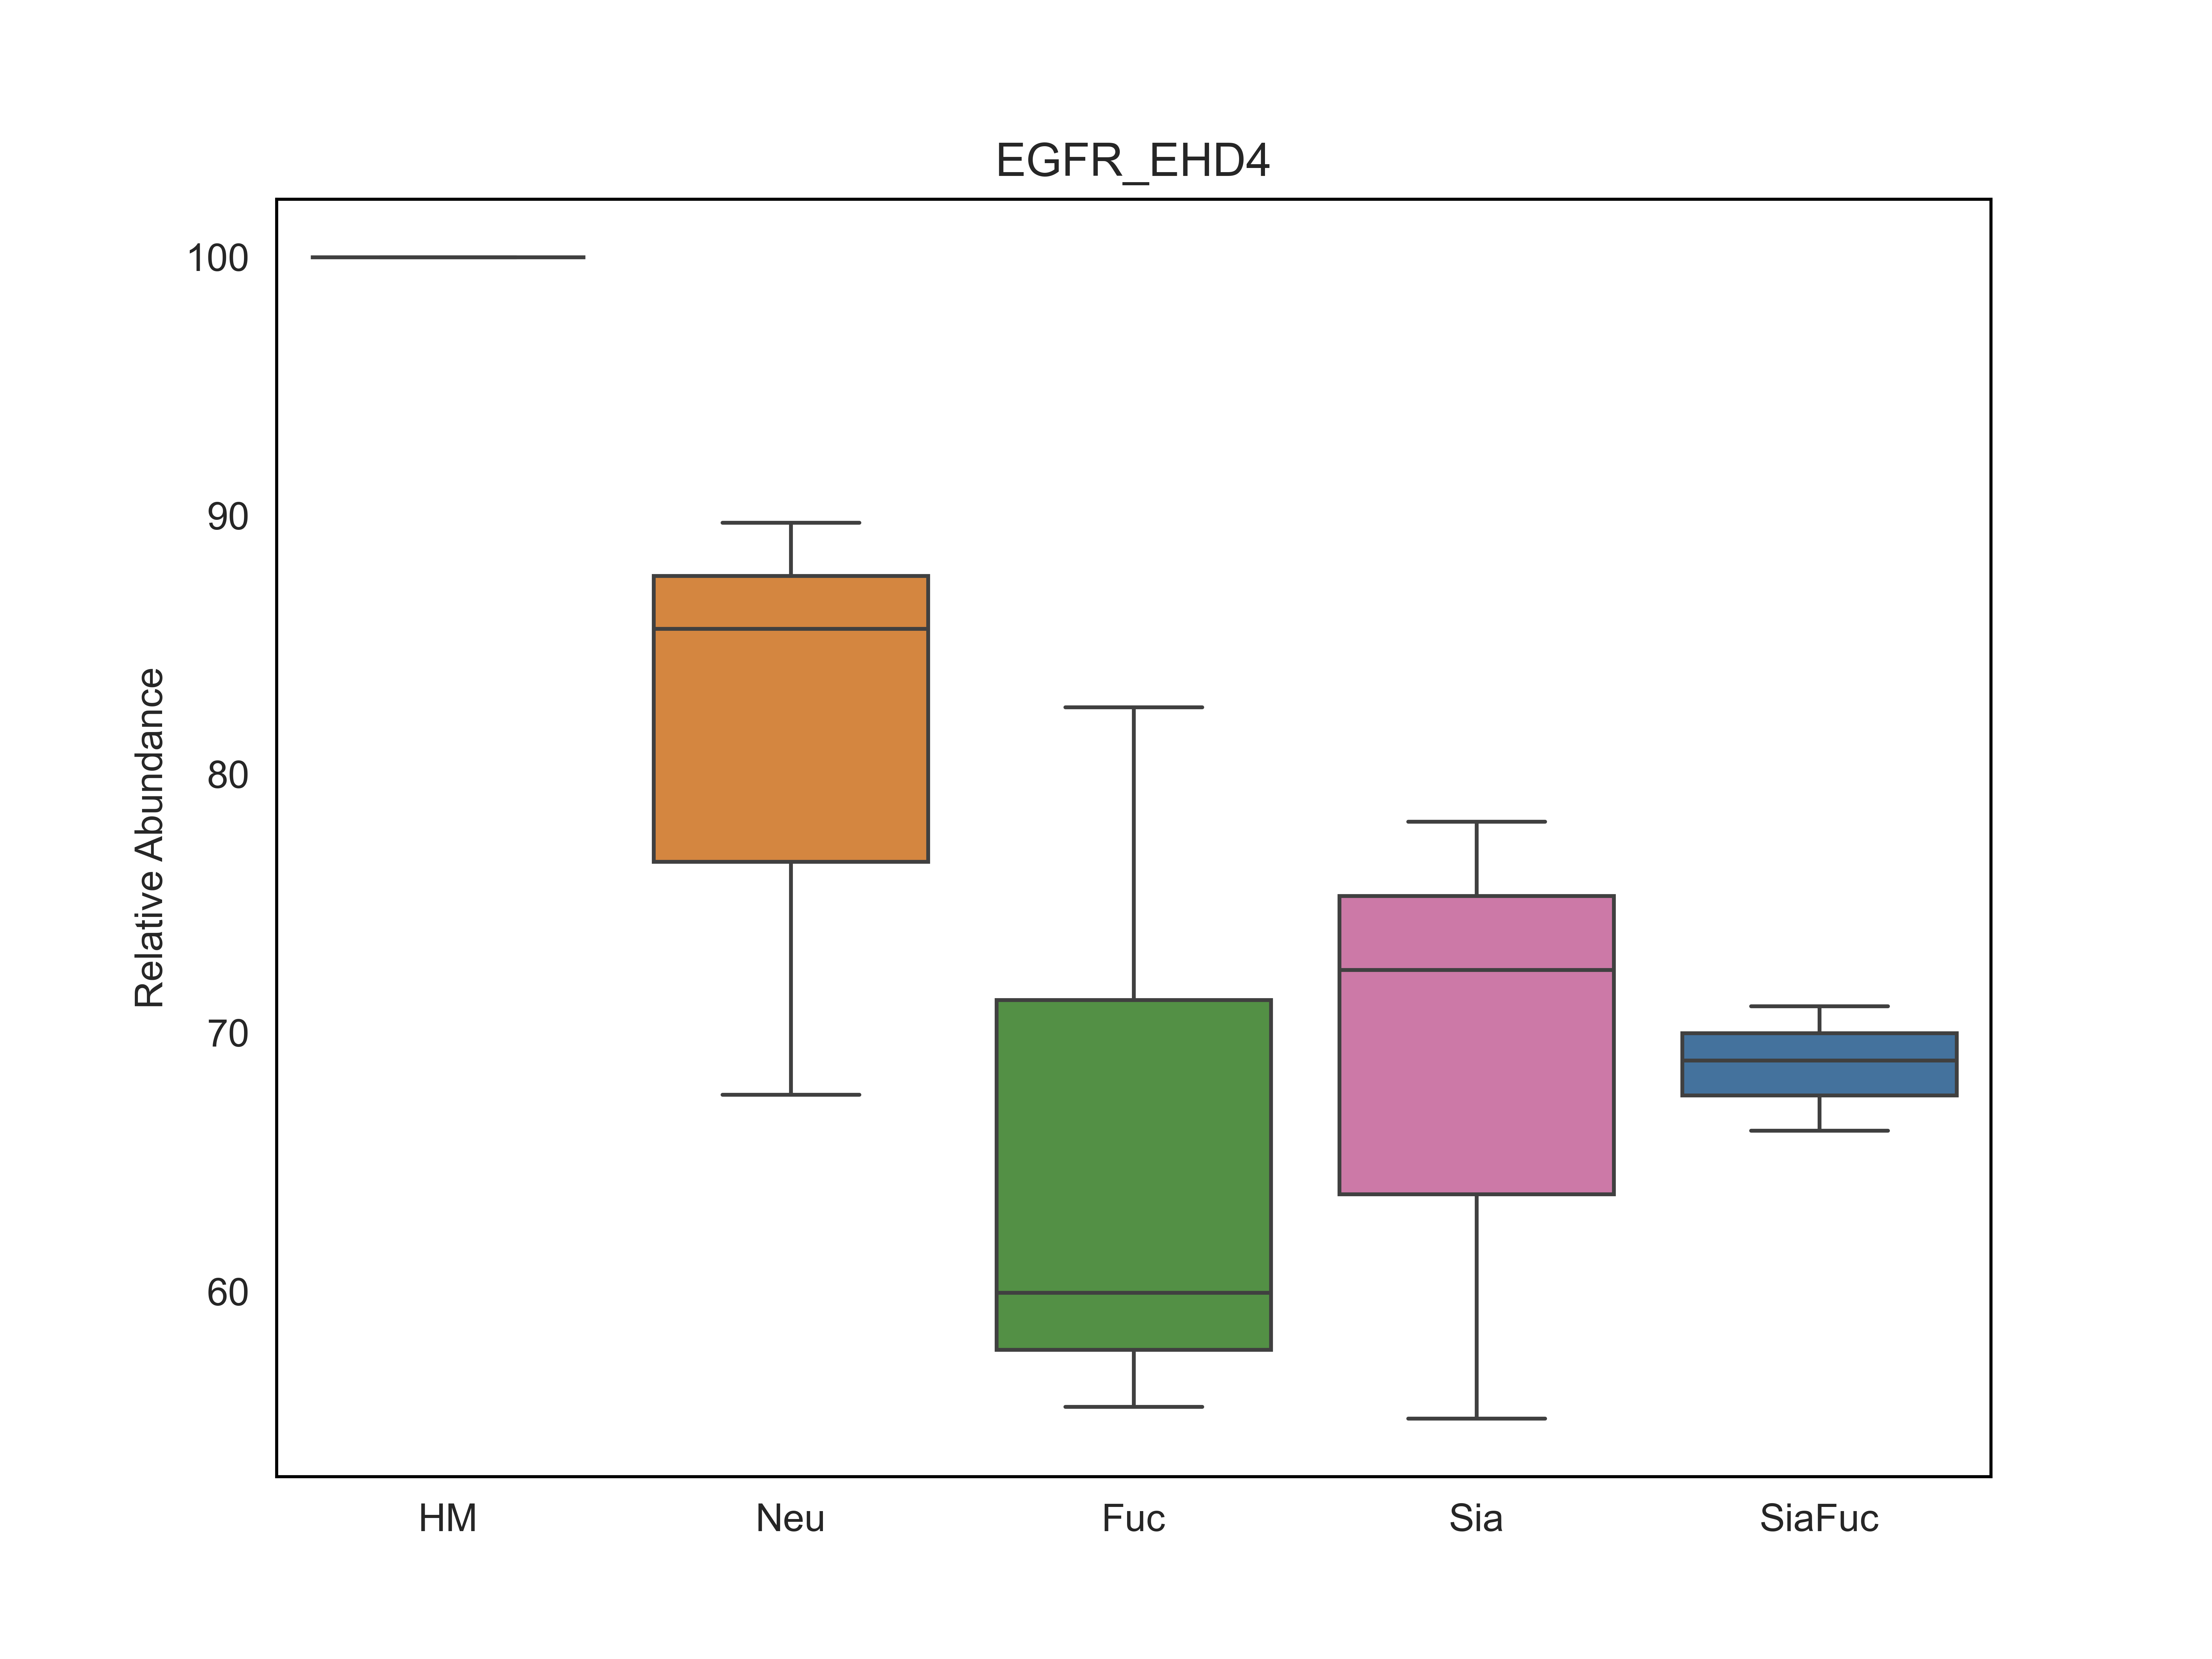 EGFR_EHD4
Relative Abundance
100
90
80
70
60
HM
Neu
Fuc
Sia
SiaFuc